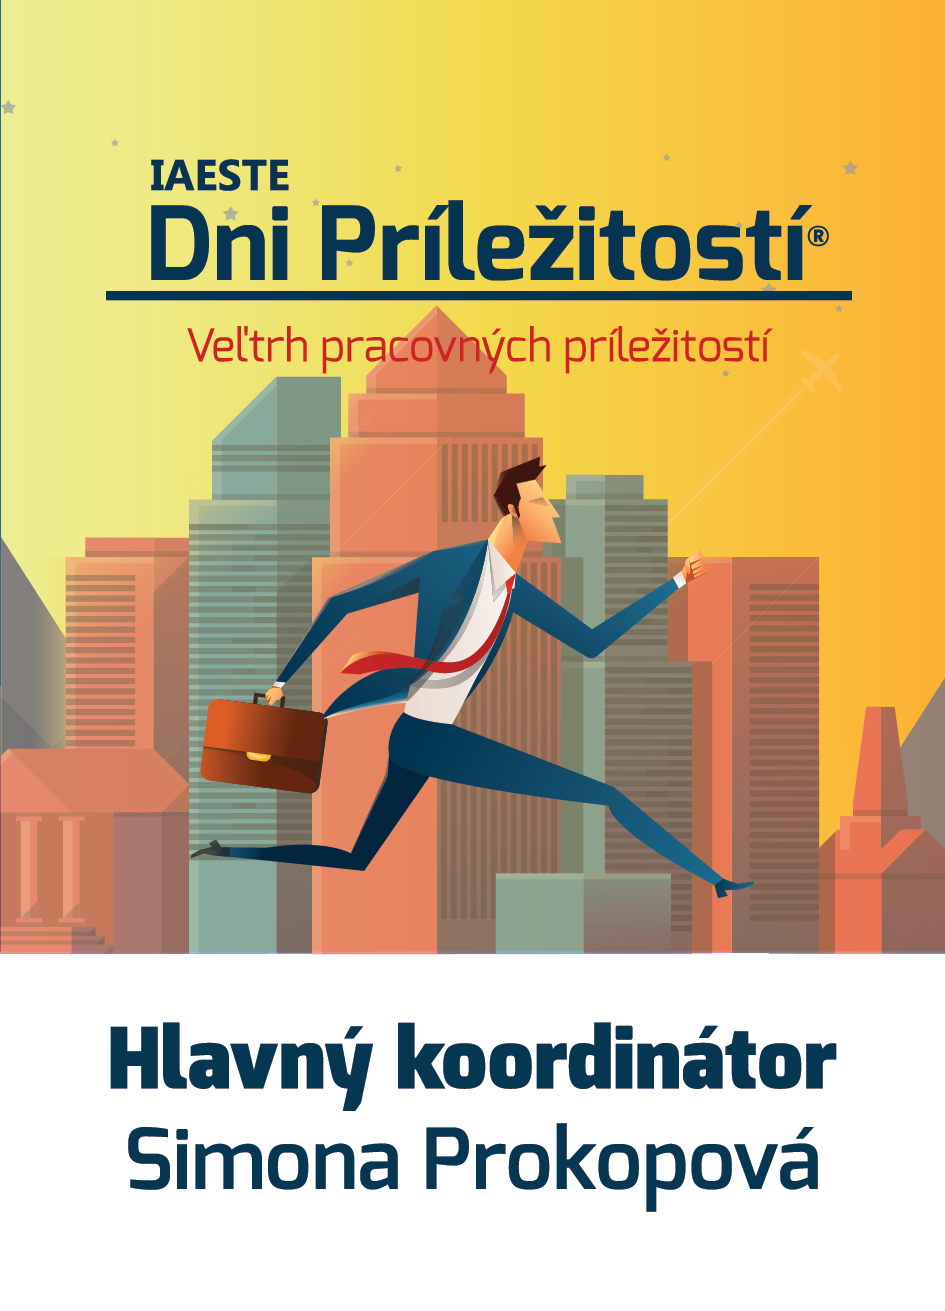 IAESTE
Dni Príležitostí®
Veľtrh pracovných príležitostí
Hlavný koordinátor
Simona Prokopová